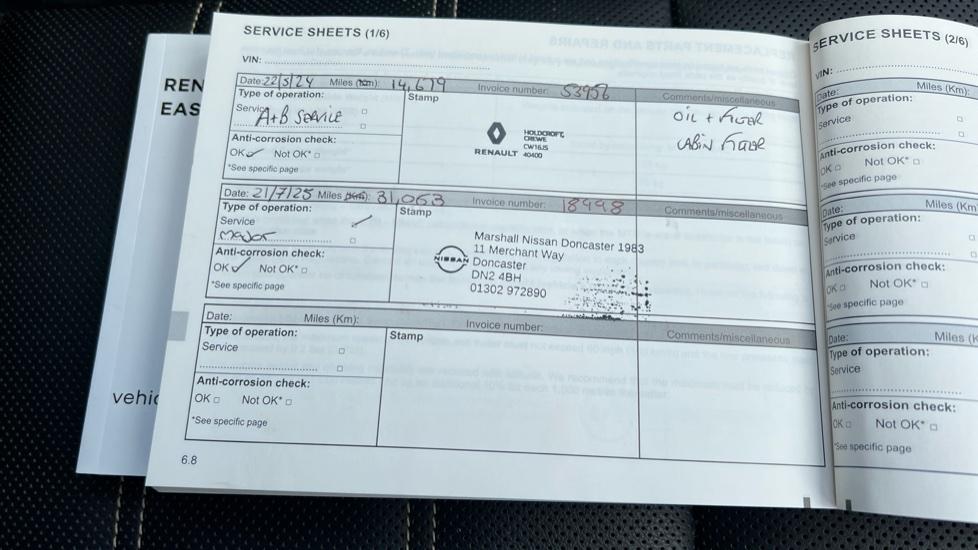 SERVICE SHEETS (1/6)
VIN:
Date: 22/5/24 Miles (Km): 14,679 Invoice number: 53956 Comments/miscellaneous
Type of operation:
Service
A+B SERVICE
Anti-corrosion check:
OK Not OK*
*See specific page
Stamp
RENAULT
HOLDCROFT,
CREWE
CW1 6JS
40400
OIL + FILTER
CABIN FILTER
Date: 21/7/25 Miles (Km): 31,063 Invoice number: 18998 Comments/miscellaneous
Type of operation:
Service
MAJOR
Anti-corrosion check:
OK Not OK*
*See specific page
Stamp
NISSAN
Marshall Nissan Doncaster 1983
11 Merchant Way
Doncaster
DN2 4BH
01302 972890
Date: Miles (Km): Invoice number: Comments/miscellaneous
Type of operation:
Service
Anti-corrosion check:
OK Not OK*
*See specific page
Stamp
6.8
REN
EAS
vehic
SERVICE SHEETS (2/6)
VIN:
Date: Miles (Km):
Type of operation:
Service
Anti-corrosion check:
OK Not OK*
*See specific page
Date: Miles (Km
Type of operation:
Service
Anti-corrosion check:
OK Not OK*
*See specific page
Date: Miles (K
Type of operation:
Service
Anti-corrosion check:
OK Not OK*
*See specific page